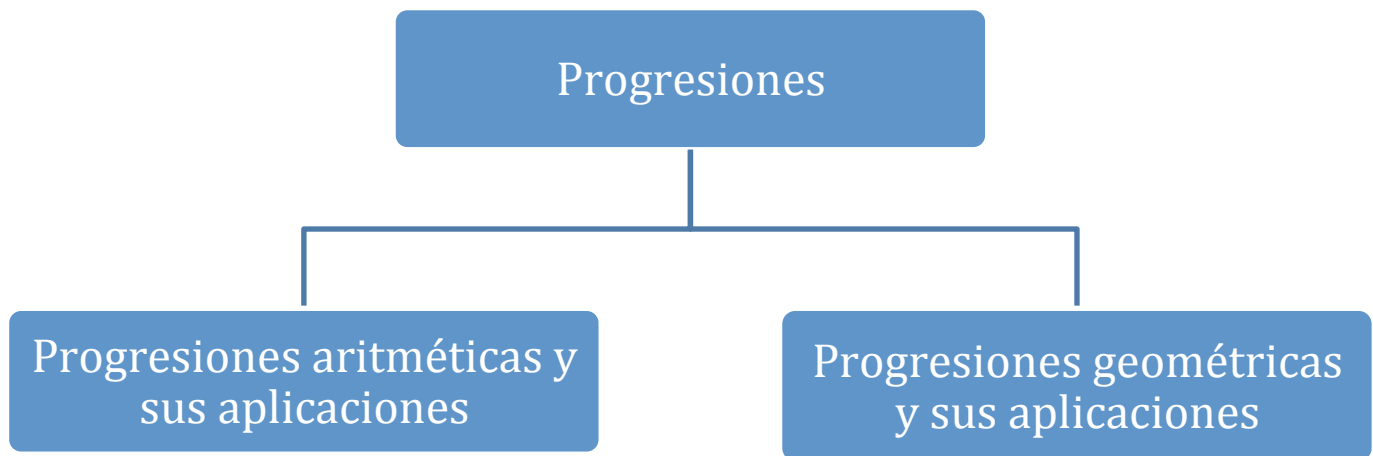 Progresiones
Progresiones aritméticas y
sus aplicaciones
Progresiones geométricas
y sus aplicaciones